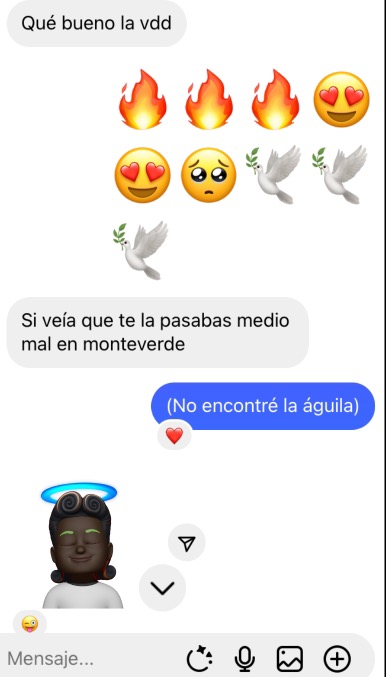 Qué bueno la vdd
🔥🔥🔥😍
😍🥺🕊️🕊️
🕊️
Si veía que te la pasabas medio
mal en monteverde
(No encontré la águila)
Mensaje...